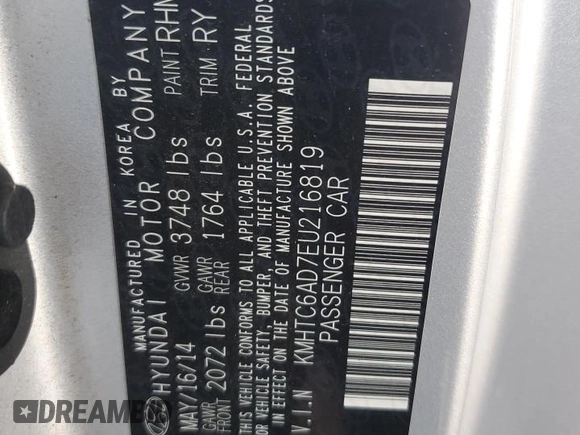 MANUFACTURED IN KOREA BY
HYUNDAI MOTOR COMPANY
MAY/16/14 GVWR 3748 lbs PAINT RHM
GAWR FRONT 2072 lbs GAWR REAR 1764 lbs TRIM RY
THIS VEHICLE CONFORMS TO ALL APPLICABLE U.S.A. FEDERAL
VEHICLE SAFETY, BUMPER, AND THEFT PREVENTION STANDARDS
IN EFFECT ON THE DATE OF MANUFACTURE SHOWN ABOVE
V.I.N KMHTC6AD7EU216819
PASSENGER CAR